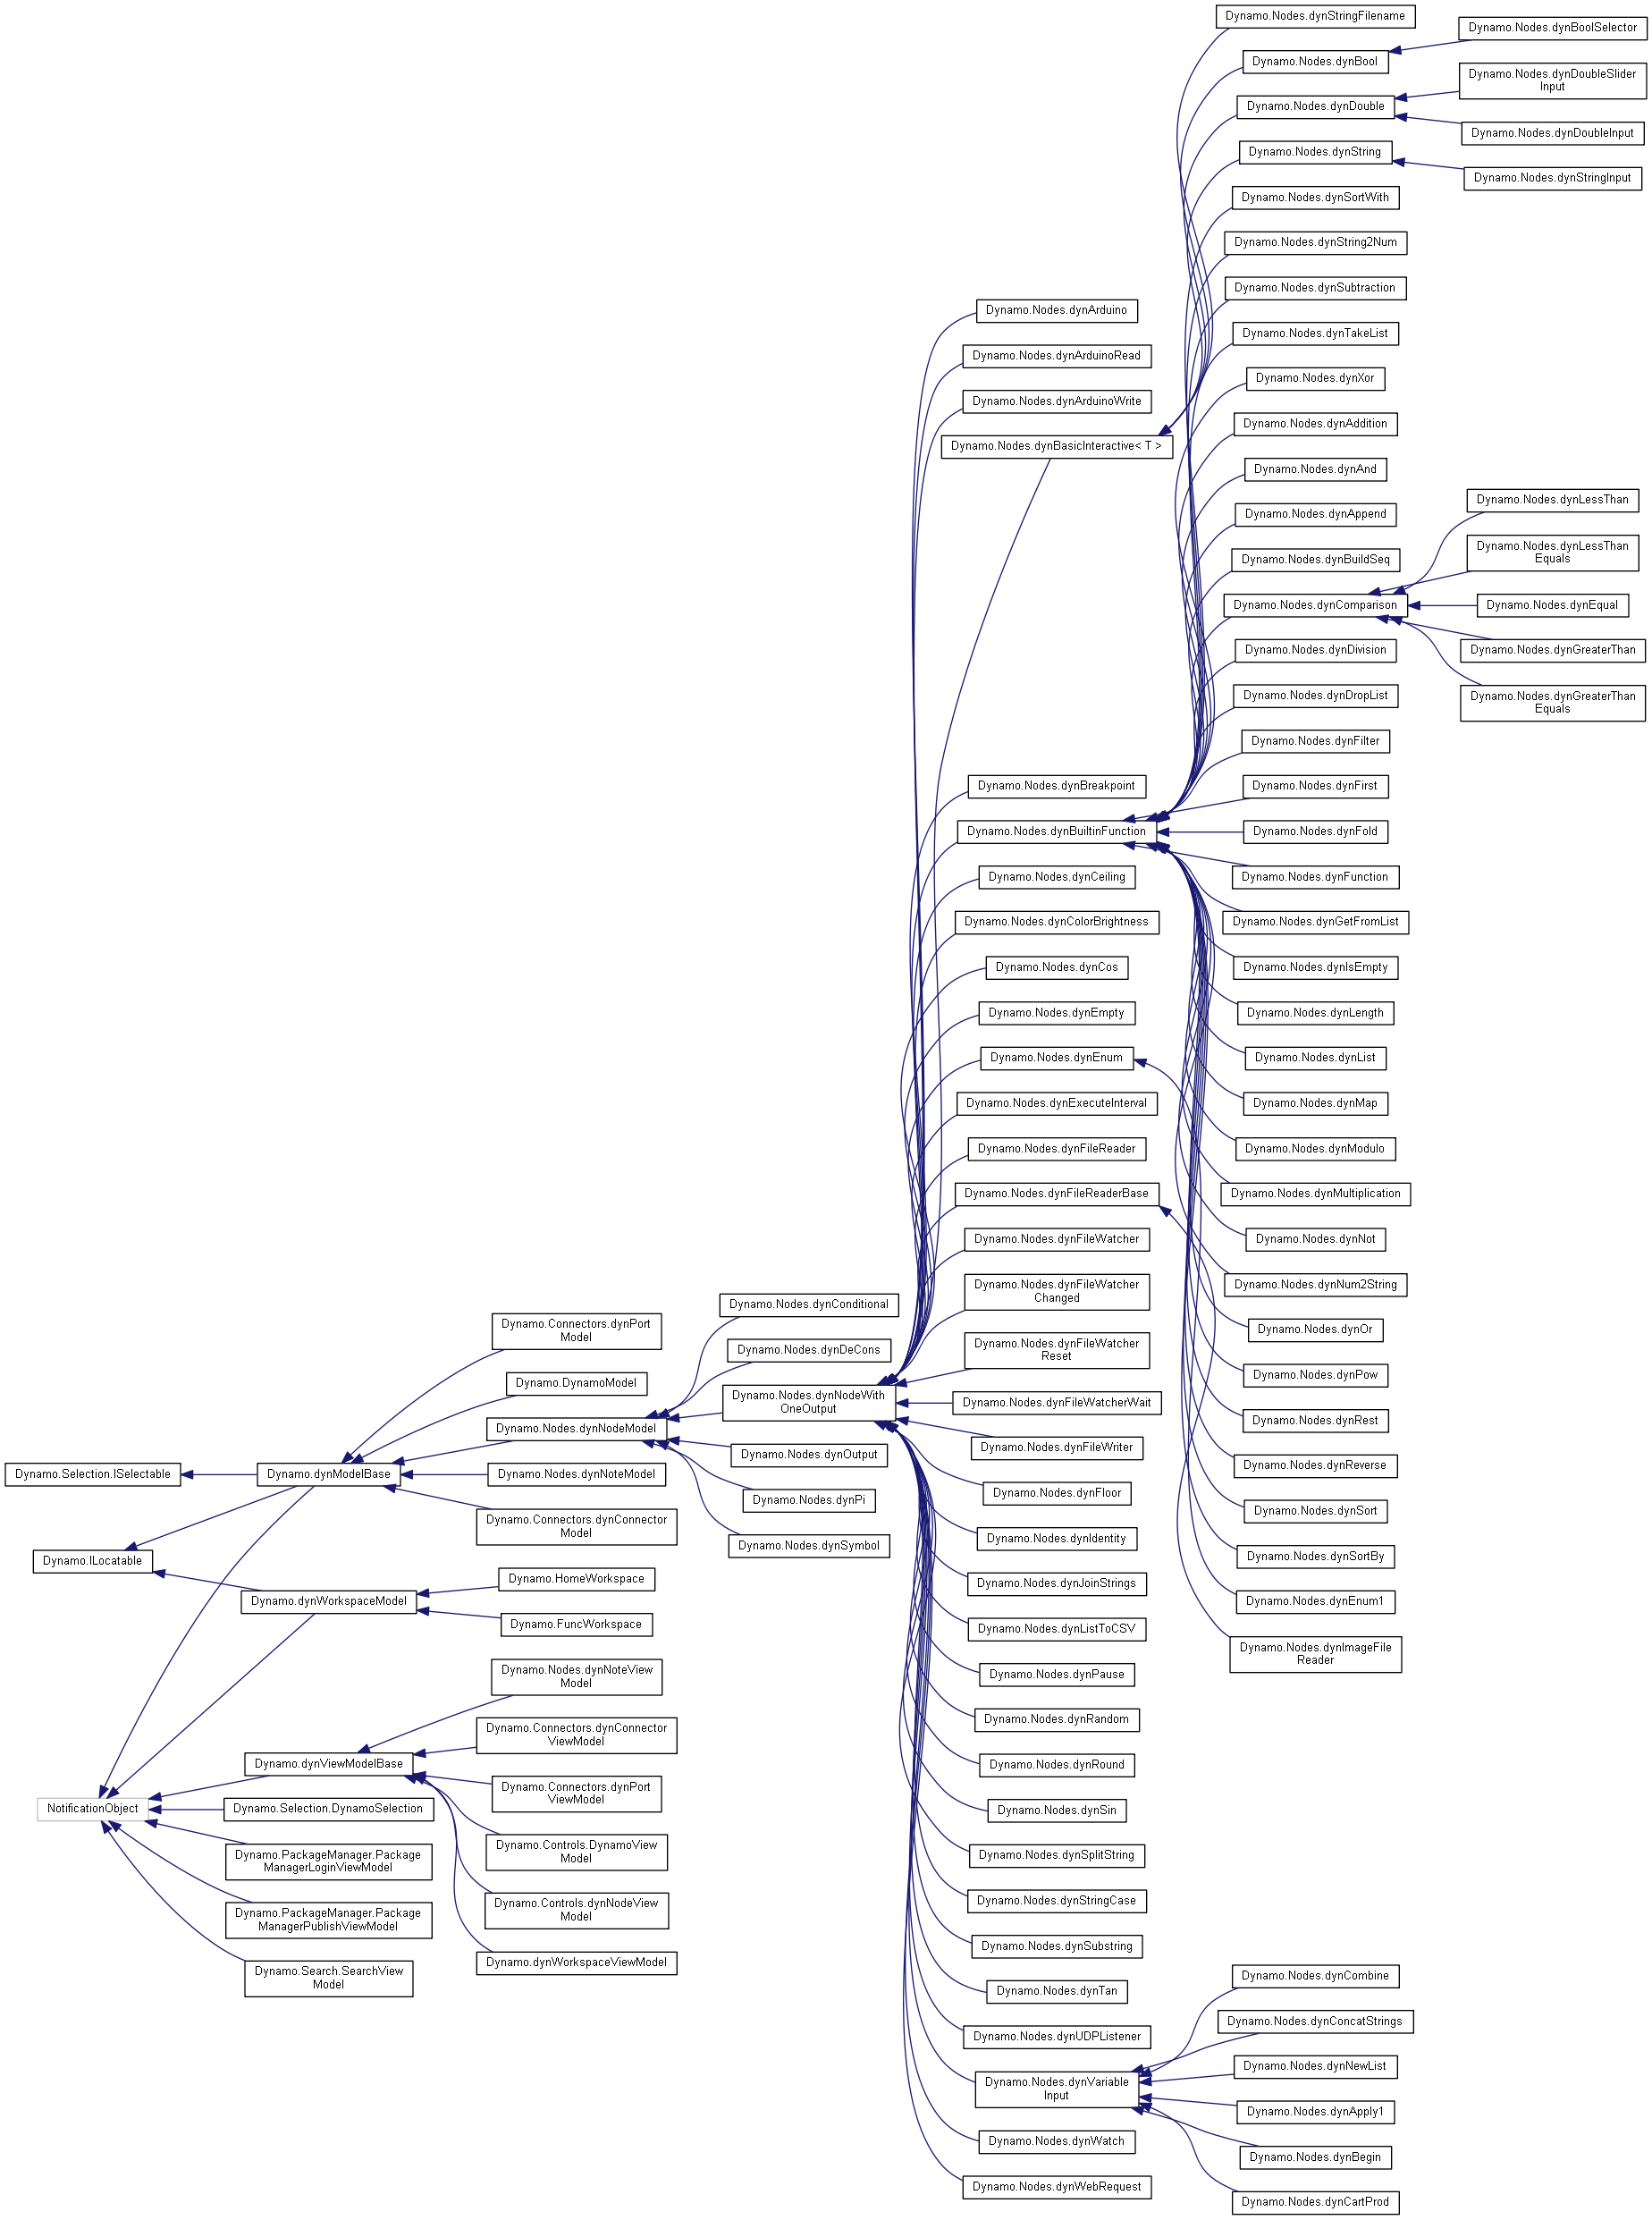 Dynamo.Selection.ISelectable
Dynamo.ILocatable
NotificationObject
Dynamo.dynModelBase
Dynamo.dynWorkspaceModel
Dynamo.dynViewModelBase
Dynamo.Selection.DynamoSelection
Dynamo.PackageManager.Package
ManagerLoginViewModel
Dynamo.PackageManager.Package
ManagerPublishViewModel
Dynamo.Search.SearchView
Model
Dynamo.Connectors.dynPort
Model
Dynamo.DynamoModel
Dynamo.Nodes.dynNodeModel
Dynamo.Nodes.dynNoteModel
Dynamo.Connectors.dynConnector
Model
Dynamo.HomeWorkspace
Dynamo.FuncWorkspace
Dynamo.Nodes.dynNoteView
Model
Dynamo.Connectors.dynConnector
ViewModel
Dynamo.Connectors.dynPort
ViewModel
Dynamo.Controls.DynamoView
Model
Dynamo.Controls.dynNodeView
Model
Dynamo.dynWorkspaceViewModel
Dynamo.Nodes.dynConditional
Dynamo.Nodes.dynDeCons
Dynamo.Nodes.dynNodeWith
OneOutput
Dynamo.Nodes.dynOutput
Dynamo.Nodes.dynPi
Dynamo.Nodes.dynSymbol
Dynamo.Nodes.dynArduino
Dynamo.Nodes.dynArduinoRead
Dynamo.Nodes.dynArduinoWrite
Dynamo.Nodes.dynBasicInteractive< T >
Dynamo.Nodes.dynBreakpoint
Dynamo.Nodes.dynBuiltinFunction
Dynamo.Nodes.dynCeiling
Dynamo.Nodes.dynColorBrightness
Dynamo.Nodes.dynCos
Dynamo.Nodes.dynEmpty
Dynamo.Nodes.dynEnum
Dynamo.Nodes.dynExecuteInterval
Dynamo.Nodes.dynFileReader
Dynamo.Nodes.dynFileReaderBase
Dynamo.Nodes.dynFileWatcher
Dynamo.Nodes.dynFileWatcher
Changed
Dynamo.Nodes.dynFileWatcher
Reset
Dynamo.Nodes.dynFileWatcherWait
Dynamo.Nodes.dynFileWriter
Dynamo.Nodes.dynFloor
Dynamo.Nodes.dynIdentity
Dynamo.Nodes.dynJoinStrings
Dynamo.Nodes.dynListToCSV
Dynamo.Nodes.dynPause
Dynamo.Nodes.dynRandom
Dynamo.Nodes.dynRound
Dynamo.Nodes.dynSin
Dynamo.Nodes.dynSplitString
Dynamo.Nodes.dynStringCase
Dynamo.Nodes.dynSubstring
Dynamo.Nodes.dynTan
Dynamo.Nodes.dynUDPListener
Dynamo.Nodes.dynVariable
Input
Dynamo.Nodes.dynWatch
Dynamo.Nodes.dynWebRequest
Dynamo.Nodes.dynStringFilename
Dynamo.Nodes.dynBool
Dynamo.Nodes.dynDouble
Dynamo.Nodes.dynString
Dynamo.Nodes.dynSortWith
Dynamo.Nodes.dynString2Num
Dynamo.Nodes.dynSubtraction
Dynamo.Nodes.dynTakeList
Dynamo.Nodes.dynXor
Dynamo.Nodes.dynAddition
Dynamo.Nodes.dynAnd
Dynamo.Nodes.dynAppend
Dynamo.Nodes.dynBuildSeq
Dynamo.Nodes.dynComparison
Dynamo.Nodes.dynDivision
Dynamo.Nodes.dynDropList
Dynamo.Nodes.dynFilter
Dynamo.Nodes.dynFirst
Dynamo.Nodes.dynFold
Dynamo.Nodes.dynFunction
Dynamo.Nodes.dynGetFromList
Dynamo.Nodes.dynIsEmpty
Dynamo.Nodes.dynLength
Dynamo.Nodes.dynList
Dynamo.Nodes.dynMap
Dynamo.Nodes.dynModulo
Dynamo.Nodes.dynMultiplication
Dynamo.Nodes.dynNot
Dynamo.Nodes.dynNum2String
Dynamo.Nodes.dynOr
Dynamo.Nodes.dynPow
Dynamo.Nodes.dynRest
Dynamo.Nodes.dynReverse
Dynamo.Nodes.dynSort
Dynamo.Nodes.dynSortBy
Dynamo.Nodes.dynEnum1
Dynamo.Nodes.dynImageFile
Reader
Dynamo.Nodes.dynCombine
Dynamo.Nodes.dynConcatStrings
Dynamo.Nodes.dynNewList
Dynamo.Nodes.dynApply1
Dynamo.Nodes.dynBegin
Dynamo.Nodes.dynCartProd
Dynamo.Nodes.dynBoolSelector
Dynamo.Nodes.dynDoubleSlider
Input
Dynamo.Nodes.dynDoubleInput
Dynamo.Nodes.dynStringInput
Dynamo.Nodes.dynLessThan
Dynamo.Nodes.dynLessThan
Equals
Dynamo.Nodes.dynEqual
Dynamo.Nodes.dynGreaterThan
Dynamo.Nodes.dynGreaterThan
Equals